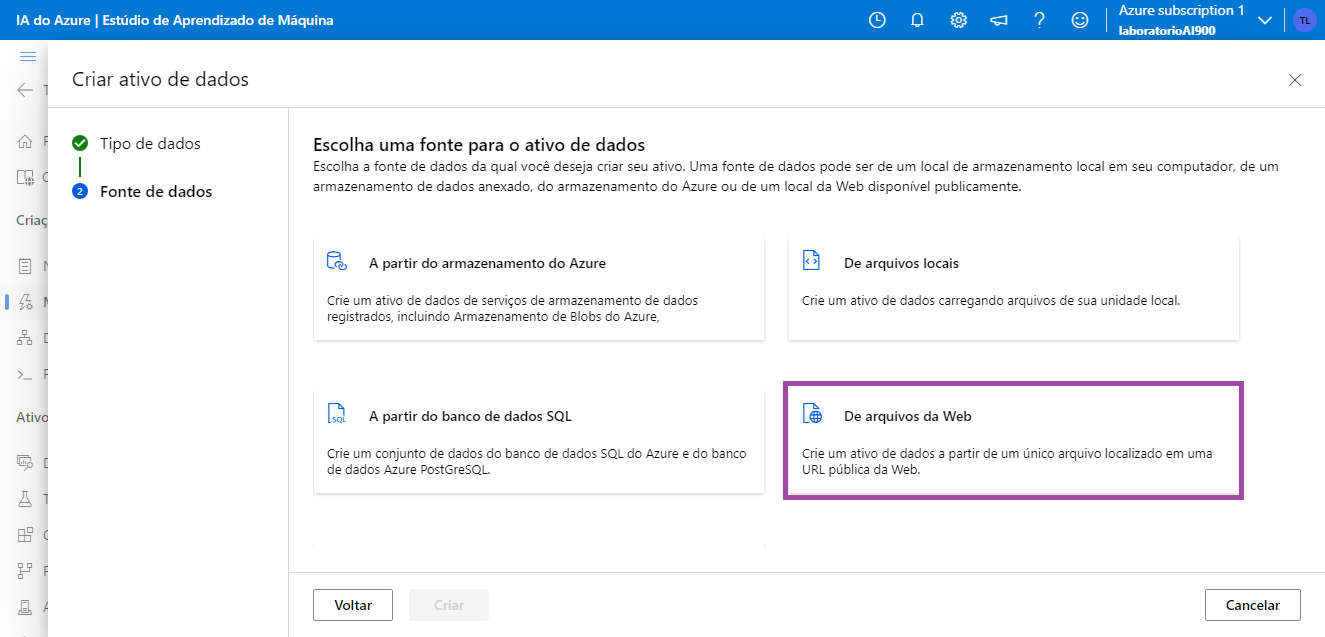 IA do Azure | Estúdio de Aprendizado de Máquina
Azure subscription 1
laboratorioAI900
TL
Criar ativo de dados
Tipo de dados
2
Fonte de dados
Criaç
Ativo
Escolha uma fonte para o ativo de dados
Escolha a fonte de dados da qual você deseja criar seu ativo. Uma fonte de dados pode ser de um local de armazenamento local em seu computador, de um
armazenamento de dados anexado, do armazenamento do Azure ou de um local da Web disponível publicamente.
A partir do armazenamento do Azure
Crie um ativo de dados de serviços de armazenamento de dados
registrados, incluindo Armazenamento de Blobs do Azure,
De arquivos locais
Crie um ativo de dados carregando arquivos de sua unidade local.
SQL
A partir do banco de dados SQL
Crie um conjunto de dados do banco de dados SQL do Azure e do banco
de dados Azure PostGreSQL.
De arquivos da Web
Crie um ativo de dados a partir de um único arquivo localizado em uma
URL pública da Web.
Voltar
Criar
Cancelar